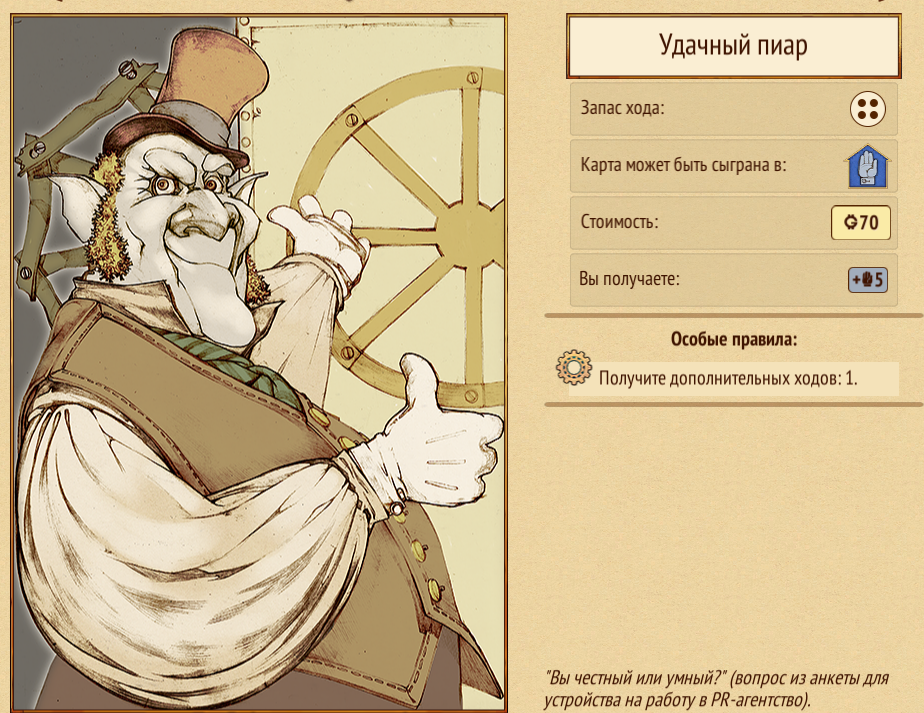 Удачный пиар
Запас хода:
Карта может быть сыграна в:
Стоимость: 70
Вы получаете: +5
Особые правила:
Получите дополнительных ходов: 1.
"Вы честный или умный?" (вопрос из анкеты для
устройства на работу в PR-агентство).